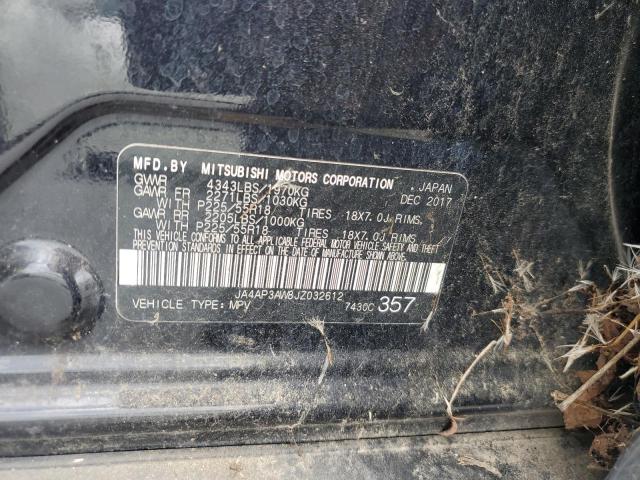 MFD. BY MITSUBISHI MOTORS CORPORATION JAPAN
GVWR 4343LBS/1970KG DEC 2017
GAWR FR 2271LBS/1030KG
WITH P225/55R18 TIRES 18X7.0J RIMS.
GAWR RR 2205LBS/1000KG
WITH P225/55R18 TIRES 18X7.0J RIMS
THIS VEHICLE CONFORMS TO ALL APPLICABLE FEDERAL MOTOR VEHICLE SAFETY AND THEFT
PREVENTION STANDARDS IN EFFECT ON THE DATE OF MANUFACTURE SHOWN ABOVE.
JA4AP3AW8JZ032612
VEHICLE TYPE: MPV 7430C 357